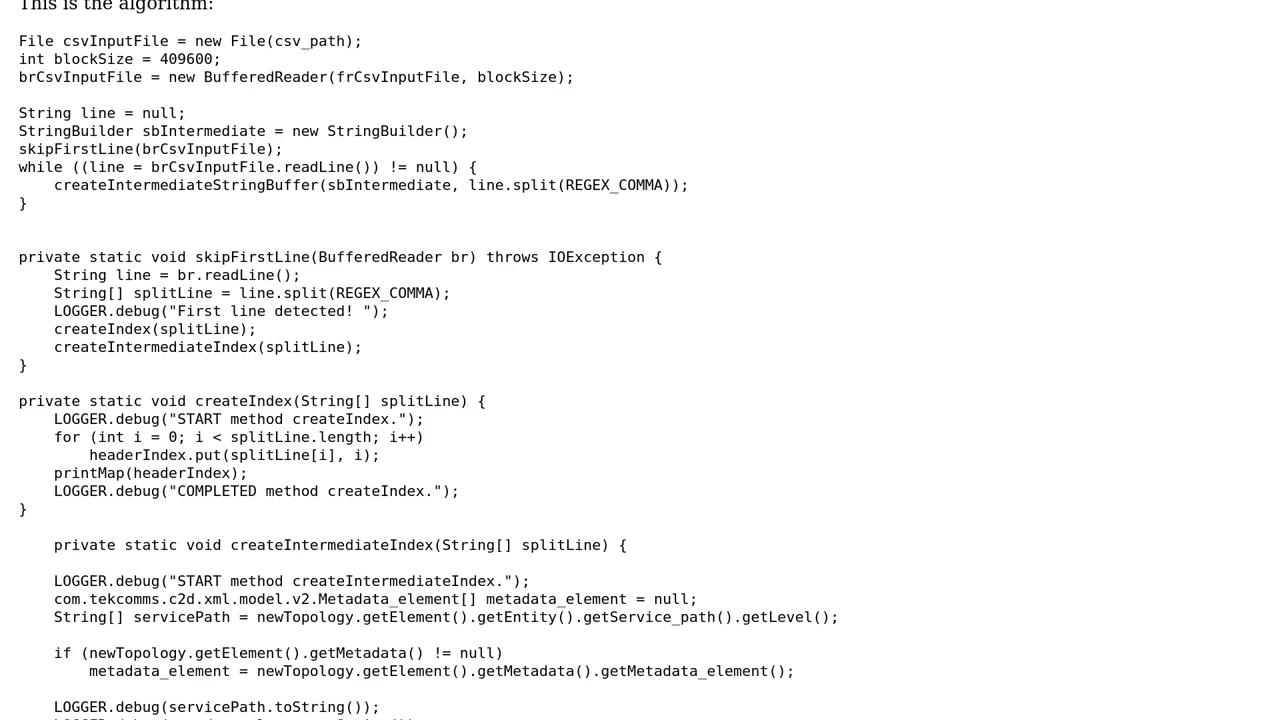 This is the algorithm:
File csvInputFile = new File(csv_path);
int blockSize = 409600;
brCsvInputFile = new BufferedReader(frCsvInputFile, blockSize);
String line = null;
StringBuilder sbIntermediate = new StringBuilder();
skipFirstLine(brCsvInputFile);
while ((line = brCsvInputFile.readLine()) != null) {
    createIntermediateStringBuffer(sbIntermediate, line.split(REGEX_COMMA));
}
private static void skipFirstLine(BufferedReader br) throws IOException {
    String line = br.readLine();
    String[] splitLine = line.split(REGEX_COMMA);
    LOGGER.debug("First line detected! ");
    createIndex(splitLine);
    createIntermediateIndex(splitLine);
}
private static void createIndex(String[] splitLine) {
    LOGGER.debug("START method createIndex.");
    for (int i = 0; i < splitLine.length; i++)
        headerIndex.put(splitLine[i], i);
    printMap(headerIndex);
    LOGGER.debug("COMPLETED method createIndex.");
}
    private static void createIntermediateIndex(String[] splitLine) {
    LOGGER.debug("START method createIntermediateIndex.");
    com.tekcomms.c2d.xml.model.v2.Metadata_element[] metadata_element = null;
    String[] servicePath = newTopology.getElement().getEntity().getService_path().getLevel();
    if (newTopology.getElement().getMetadata() != null)
        metadata_element = newTopology.getElement().getMetadata().getMetadata_element();
    LOGGER.debug(servicePath.toString());